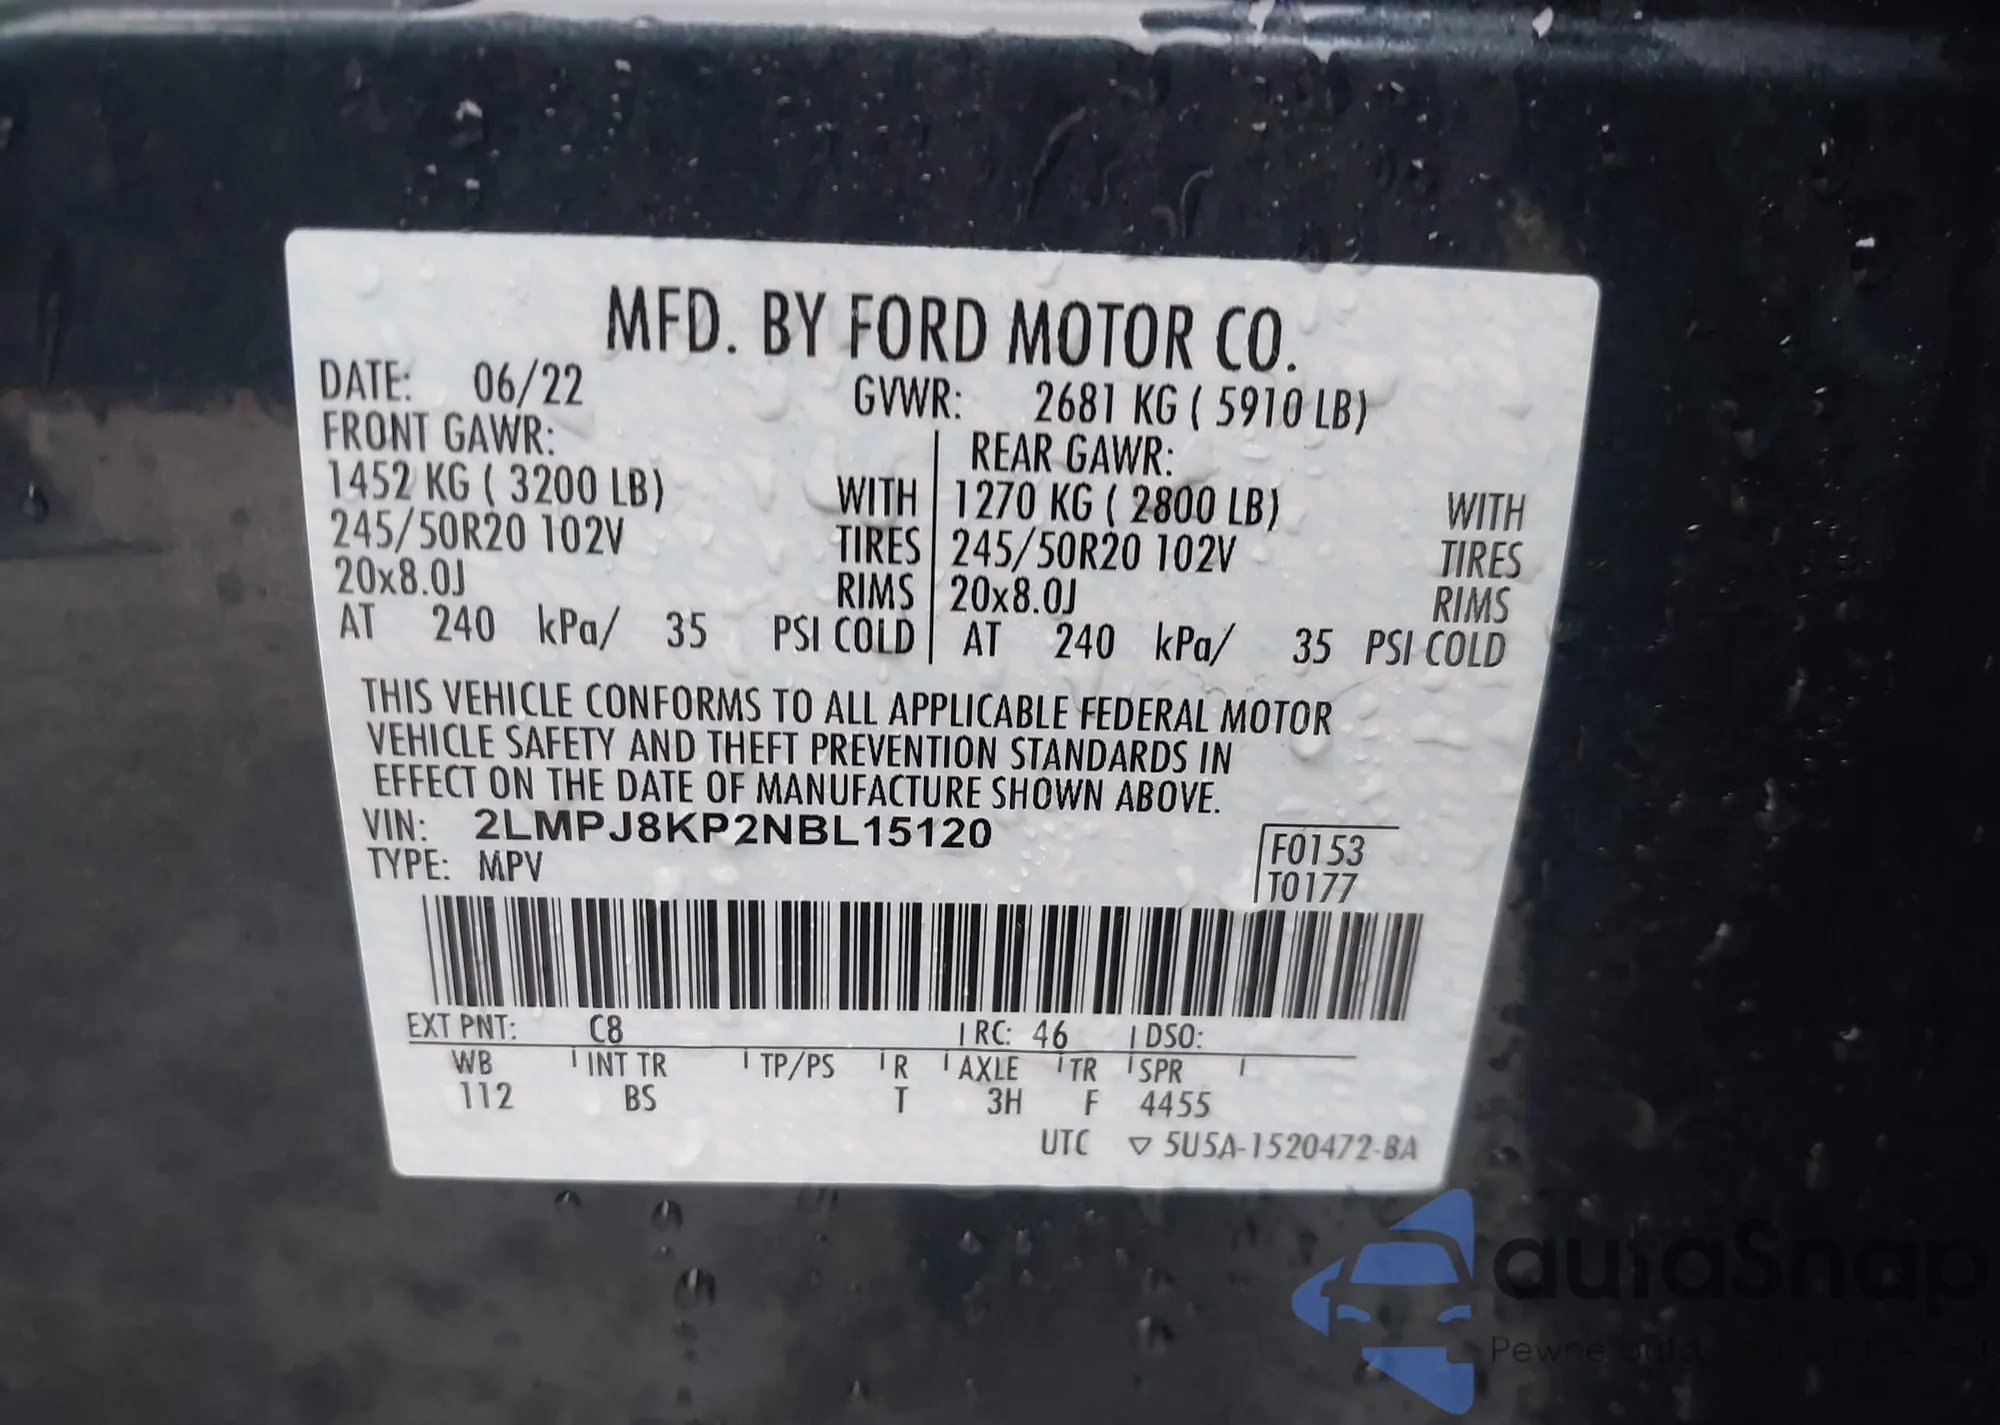 MFD. BY FORD MOTOR CO.
DATE: 06/22 GVWR: 2681 KG ( 5910 LB)
FRONT GAWR: REAR GAWR:
1452 KG ( 3200 LB) WITH 1270 KG ( 2800 LB) WITH
245/50R20 102V TIRES 245/50R20 102V TIRES
20x8.0J RIMS 20x8.0J RIMS
AT 240 kPa/ 35 PSI COLD AT 240 kPa/ 35 PSI COLD
THIS VEHICLE CONFORMS TO ALL APPLICABLE FEDERAL MOTOR
VEHICLE SAFETY AND THEFT PREVENTION STANDARDS IN
EFFECT ON THE DATE OF MANUFACTURE SHOWN ABOVE.
VIN: 2LMPJ8KP2NBL15120
TYPE: MPV
F0153
T0177
EXT PNT: C8 RC: 46 DSO:
WB INT TR TP/PS R AXLE TR SPR
112 BS T 3H F 4455
UTC ▽ 5U5A-1520472-BA
autaSnap
Pewne